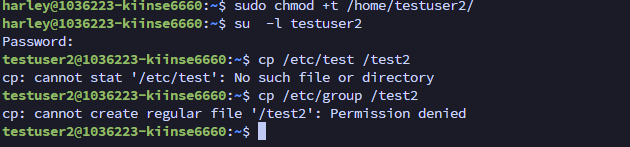 harley@1036223-kiinse6660:~$ sudo chmod +t /home/testuser2/
harley@1036223-kiinse6660:~$ su  -l testuser2
Password:
testuser2@1036223-kiinse6660:~$ cp /etc/test /test2
cp: cannot stat '/etc/test': No such file or directory
testuser2@1036223-kiinse6660:~$ cp /etc/group /test2
cp: cannot create regular file '/test2': Permission denied
testuser2@1036223-kiinse6660:~$